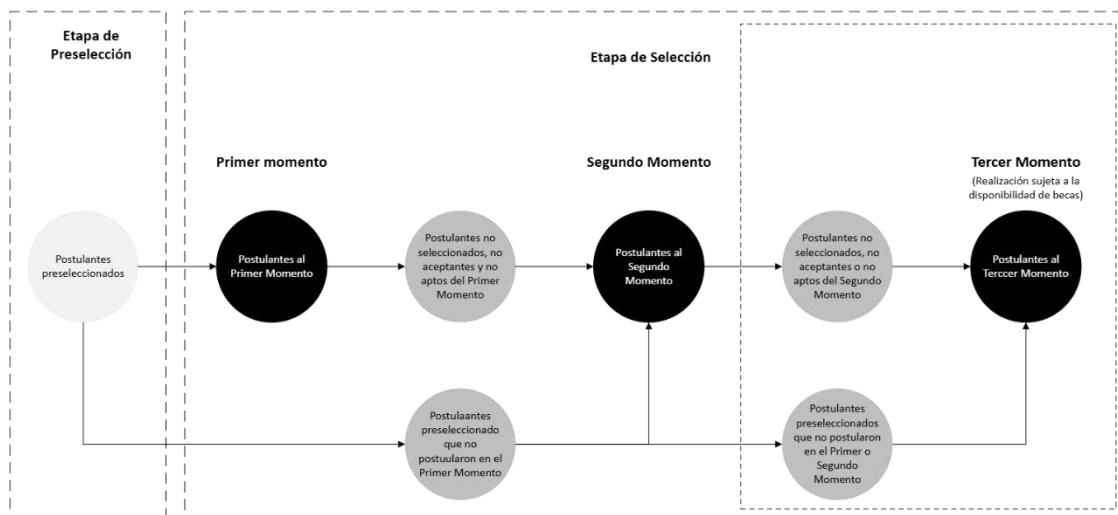 Etapa de
Preselección
Etapa de Selección
Primer momento
Segundo Momento
Tercer Momento
(Realización sujeta a la
disponibilidad de becas)
Postulantes
preseleccionados
Postulantes al
Primer Momento
Postulantes no
seleccionados, no
aceptantes y no
aptos del Primer
Momento
Postulantes al
Segundo
Momento
Postulantes no
seleccionados, no
aceptantes o no
aptos del Segundo
Momento
Postulantes al
Terccer Momento
Postulaantes
preseleccionado
que no
postuularon en el
Primer Momento
Postulantes
preseleccionados
que no postularon
en el Primer o
Segundo
Momento